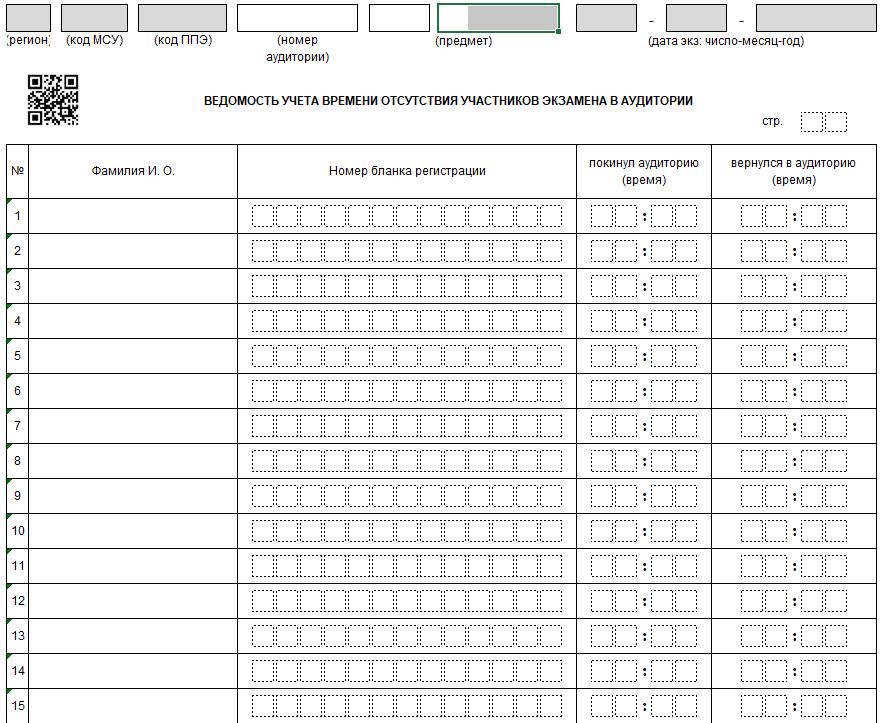 - -
(регион) (код МСУ) (код ППЭ) (номер аудитории) (предмет) (дата экз: число-месяц-год)
ВЕДОМОСТЬ УЧЕТА ВРЕМЕНИ ОТСУТСТВИЯ УЧАСТНИКОВ ЭКЗАМЕНА В АУДИТОРИИ
стр.
№ Фамилия И. О. Номер бланка регистрации покинул аудиторию (время) вернулся в аудиторию (время)
1 : :
2 : :
3 : :
4 : :
5 : :
6 : :
7 : :
8 : :
9 : :
10 : :
11 : :
12 : :
13 : :
14 : :
15 : :